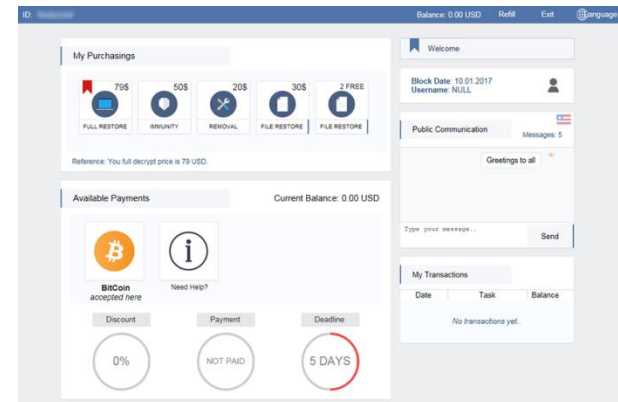 ID:
Balance: 0.00 USD Refill Exit Language
My Purchasings
79$ 50$ 20$ 30$ 2 FREE
FULL RESTORE IMMUNITY REMOVAL FILE RESTORE FILE RESTORE
Reference: You full decrypt price is 79 USD.
Available Payments Current Balance: 0.00 USD
BitCoin
accepted here
Need Help?
Discount Payment Deadline
0% NOT PAID 5 DAYS
Welcome
Block Date: 10.01.2017
Username: NULL
Public Communication
Messages: 5
Greetings to all
Type your message..
Send
My Transactions
Date Task Balance
No transactions yet.